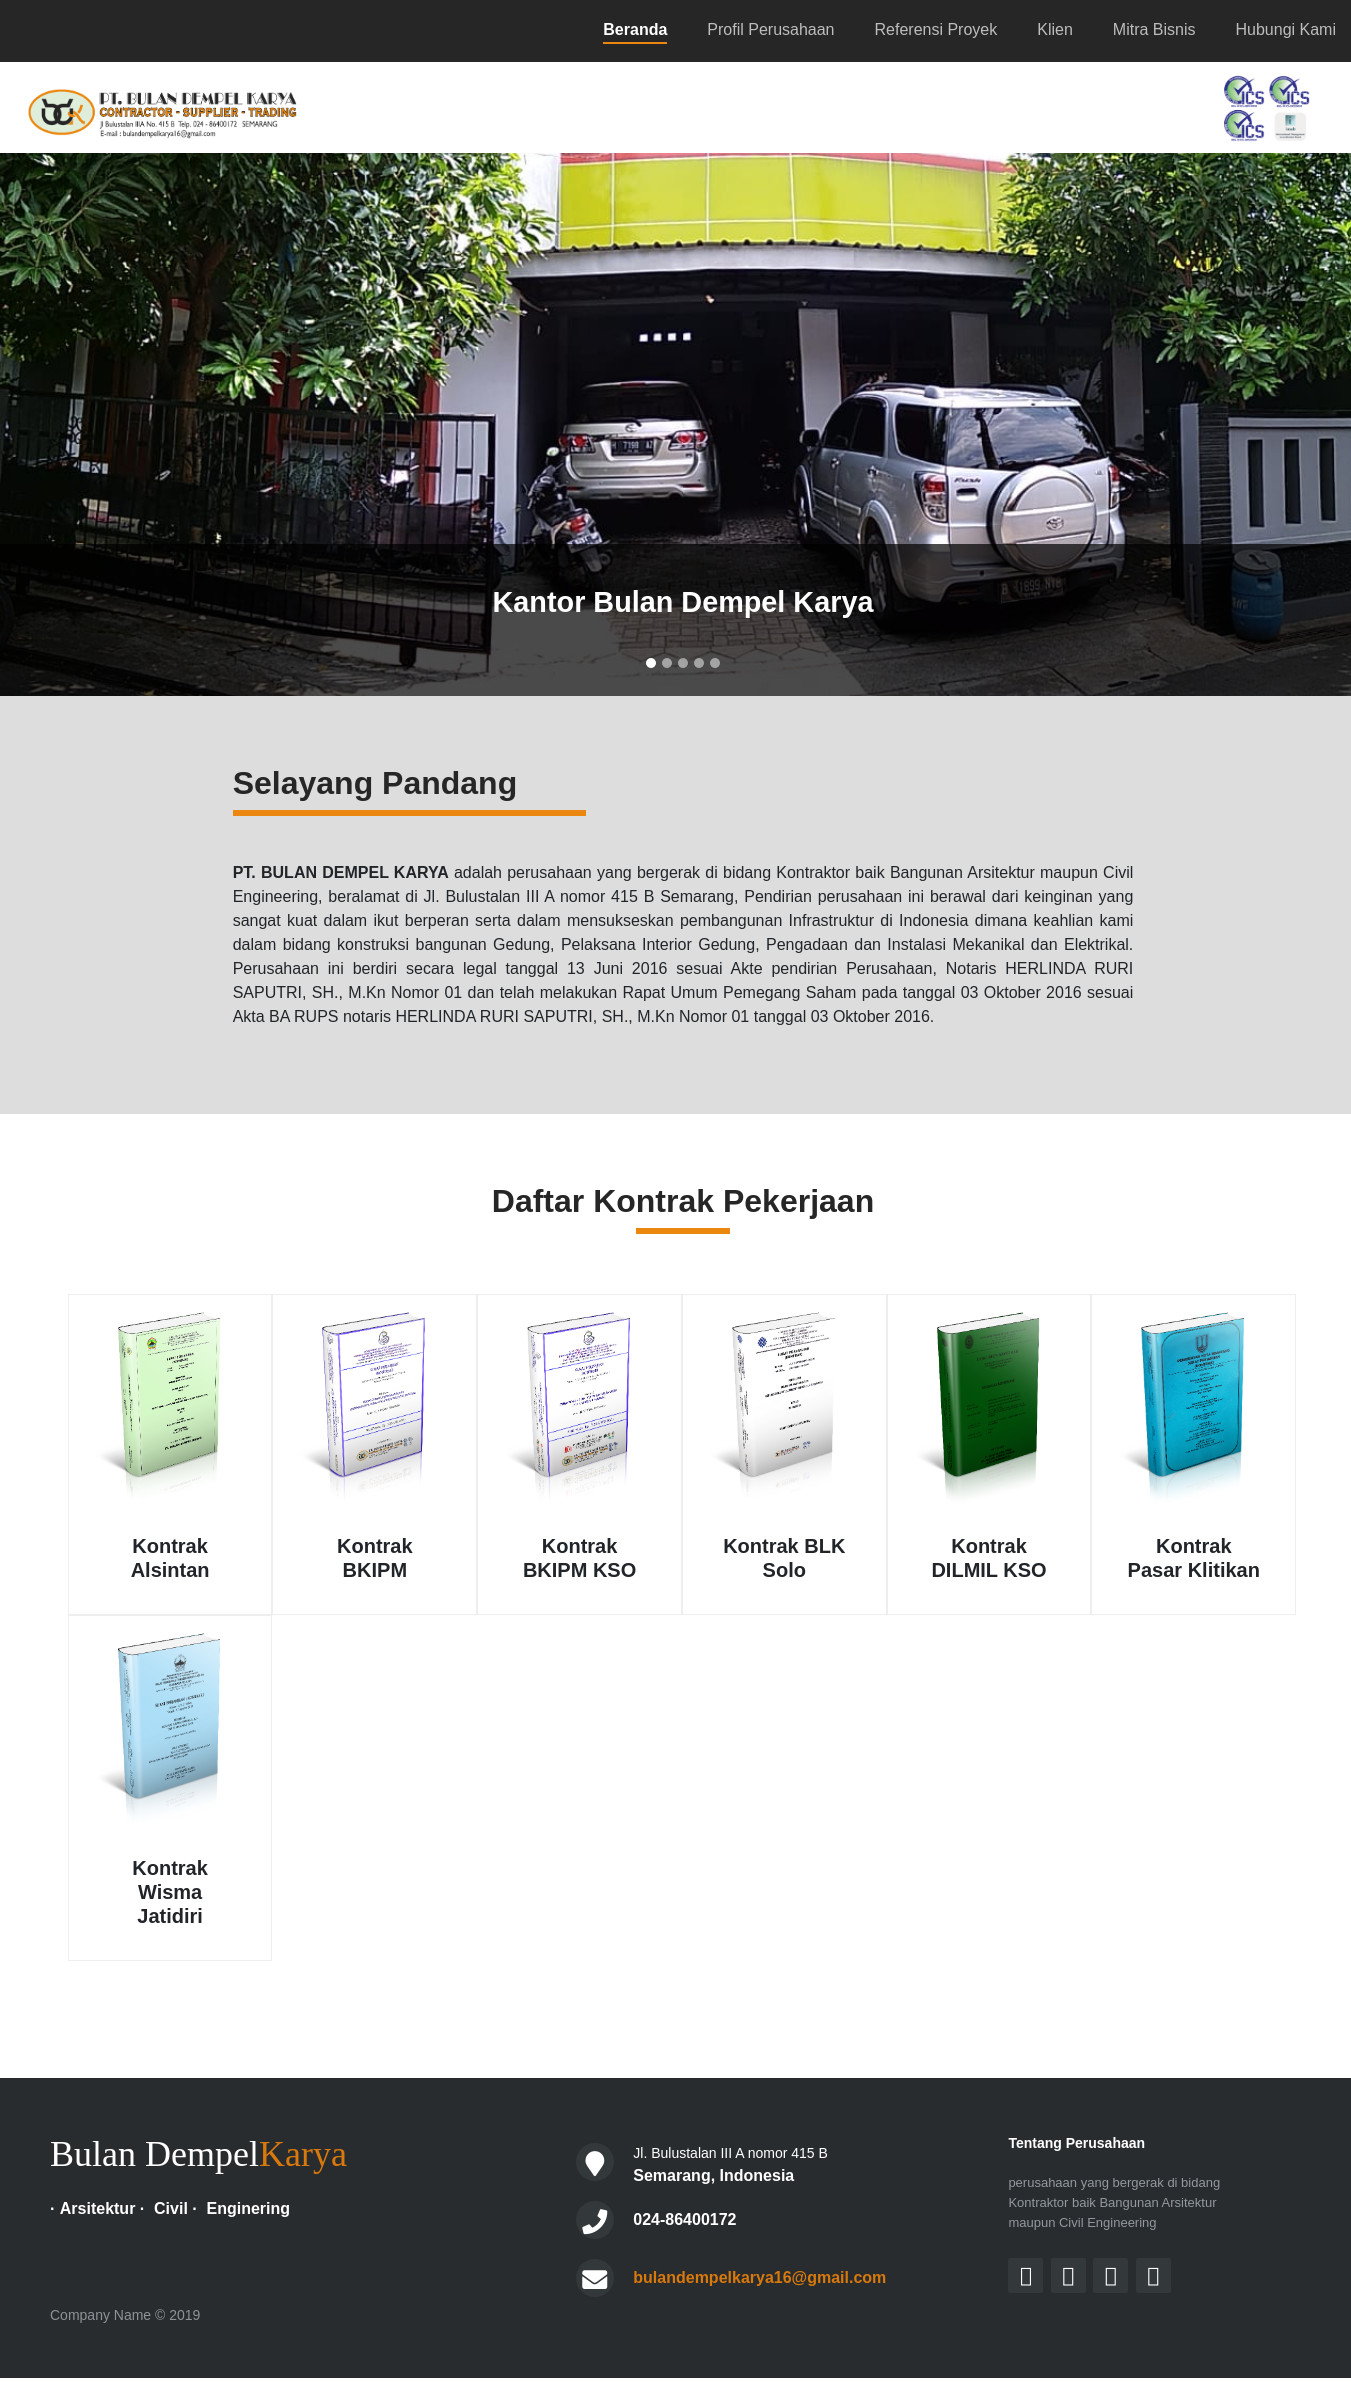 Beranda Profil Perusahaan Referensi Proyek Klien Mitra Bisnis Hubungi Kami
PT. BULAN DEMPEL KARYA
CONTRACTOR - SUPPLIER - TRADING
Jl Bulustalan IIIA No. 415 B Telp. 024 - 86400172 SEMARANG
E-mail : bulandempelkarya16@gmail.com
ICS ICS
ICS
Rush
Kantor Bulan Dempel Karya
Selayang Pandang
PT. BULAN DEMPEL KARYA adalah perusahaan yang bergerak di bidang Kontraktor baik Bangunan Arsitektur maupun Civil
Engineering, beralamat di Jl. Bulustalan III A nomor 415 B Semarang, Pendirian perusahaan ini berawal dari keinginan yang
sangat kuat dalam ikut berperan serta dalam mensukseskan pembangunan Infrastruktur di Indonesia dimana keahlian kami
dalam bidang konstruksi bangunan Gedung, Pelaksana Interior Gedung, Pengadaan dan Instalasi Mekanikal dan Elektrikal.
Perusahaan ini berdiri secara legal tanggal 13 Juni 2016 sesuai Akte pendirian Perusahaan, Notaris HERLINDA RURI
SAPUTRI, SH., M.Kn Nomor 01 dan telah melakukan Rapat Umum Pemegang Saham pada tanggal 03 Oktober 2016 sesuai
Akta BA RUPS notaris HERLINDA RURI SAPUTRI, SH., M.Kn Nomor 01 tanggal 03 Oktober 2016.
Daftar Kontrak Pekerjaan
Kontrak
Alsintan
Kontrak
BKIPM
Kontrak
BKIPM KSO
Kontrak BLK
Solo
Kontrak
DILMIL KSO
Kontrak
Pasar Klitikan
Kontrak
Wisma
Jatidiri
Bulan DempelKarya
· Arsitektur · Civil · Enginering
Company Name © 2019
Jl. Bulustalan III A nomor 415 B
Semarang, Indonesia
024-86400172
bulandempelkarya16@gmail.com
Tentang Perusahaan
perusahaan yang bergerak di bidang
Kontraktor baik Bangunan Arsitektur
maupun Civil Engineering